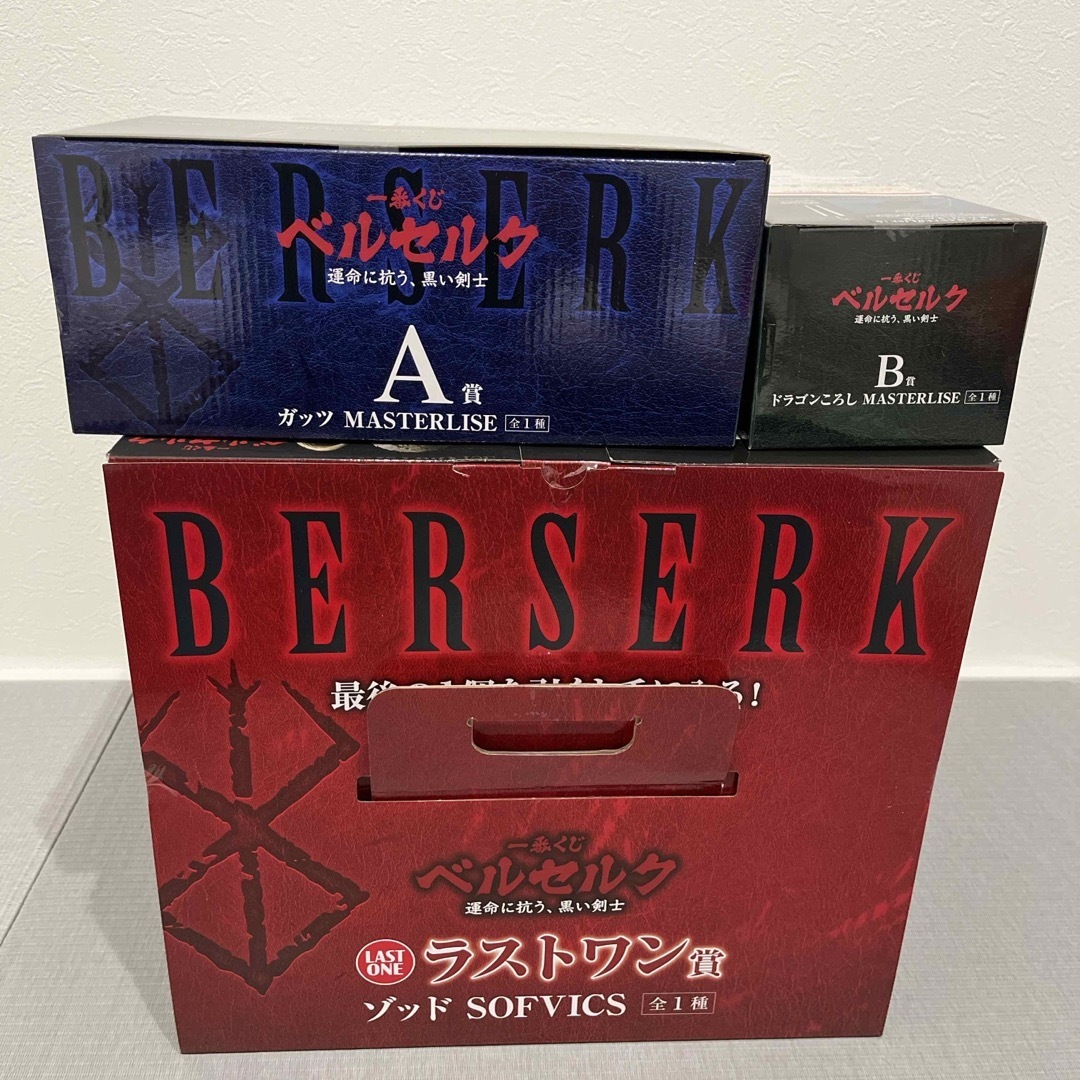 BERSERK
一番くじ
ベルセルク
運命に抗う、黒い剣士
A賞
ガッツ MASTERLISE 全1種
一番くじ
ベルセルク
運命に抗う、黒い剣士
B賞
ドラゴンころし MASTERLISE 全1種
BERSERK
一番くじ
ベルセルク
運命に抗う、黒い剣士
LAST
ONE
ラストワン賞
ゾッド SOFVICS 全1種